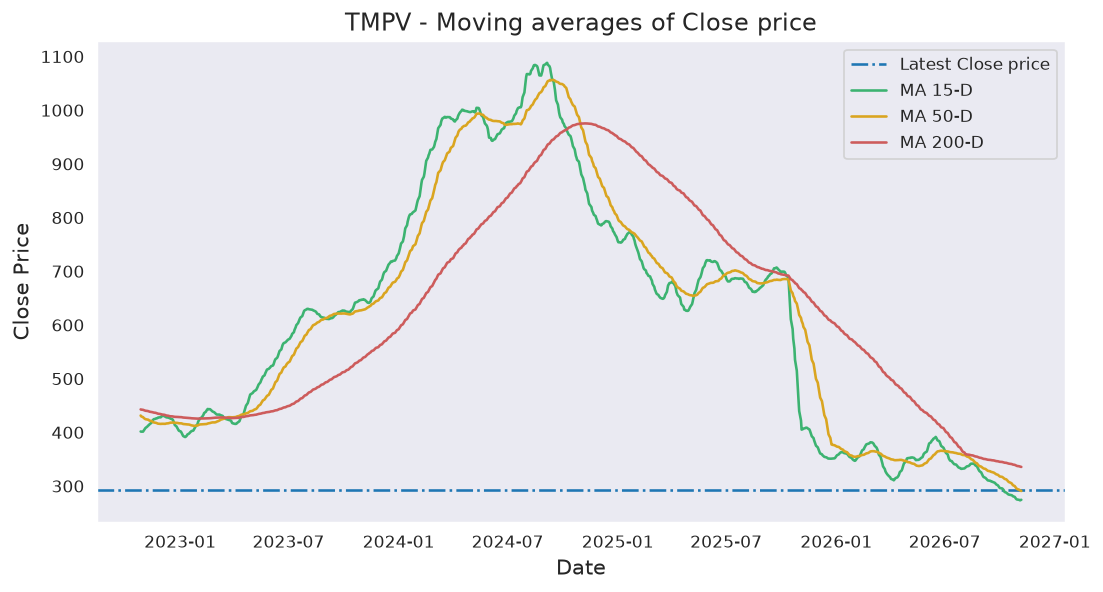 TMPV - Moving averages of Close price
Latest Close price
MA 15-D
MA 50-D
MA 200-D
Close Price
1100
1000
900
800
700
600
500
400
300
2023-01 2023-07 2024-01 2024-07 2025-01 2025-07 2026-01 2026-07 2027-01
Date